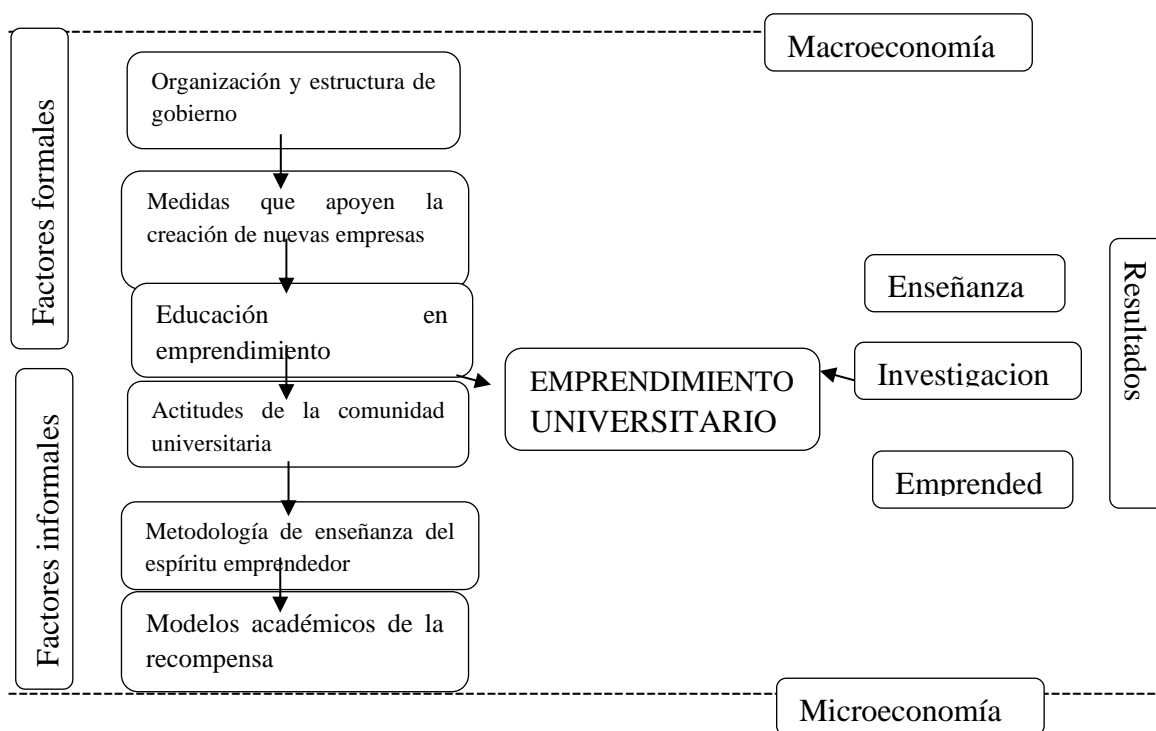 Macroeconomía
Factores formales
Organización y estructura de
gobierno
Medidas que apoyen la
creación de nuevas empresas
Educación en
emprendimiento
Factores informales
Actitudes de la comunidad
universitaria
Metodología de enseñanza del
espíritu emprendedor
Modelos académicos de la
recompensa
EMPRENDIMIENTO
UNIVERSITARIO
Enseñanza
Investigacion
Emprended
Resultados
Microeconomía